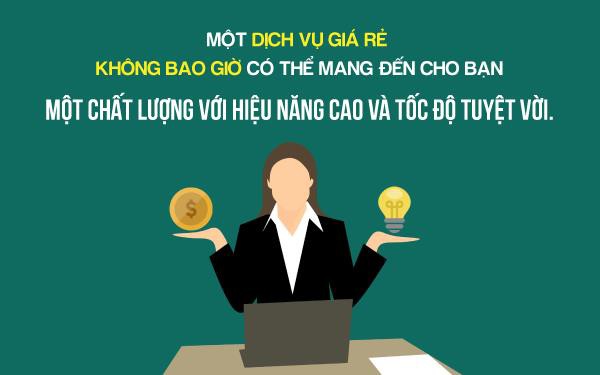 MỘT DỊCH VỤ GIÁ RẺ
KHÔNG BAO GIỜ CÓ THỂ MANG ĐẾN CHO BẠN
MỘT CHẤT LƯỢNG VỚI HIỆU NĂNG CAO VÀ TỐC ĐỘ TUYỆT VỜI.
$